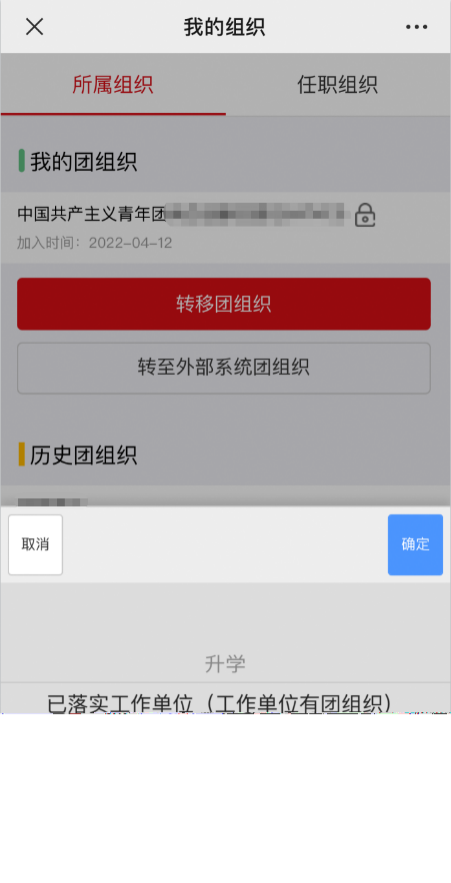 我的组织
所属组织 任职组织
我的团组织
中国共产主义青年团
加入时间：2022-04-12
转移团组织
转至外部系统团组织
历史团组织
取消 确定
升学
已落实工作单位（工作单位有团组织）